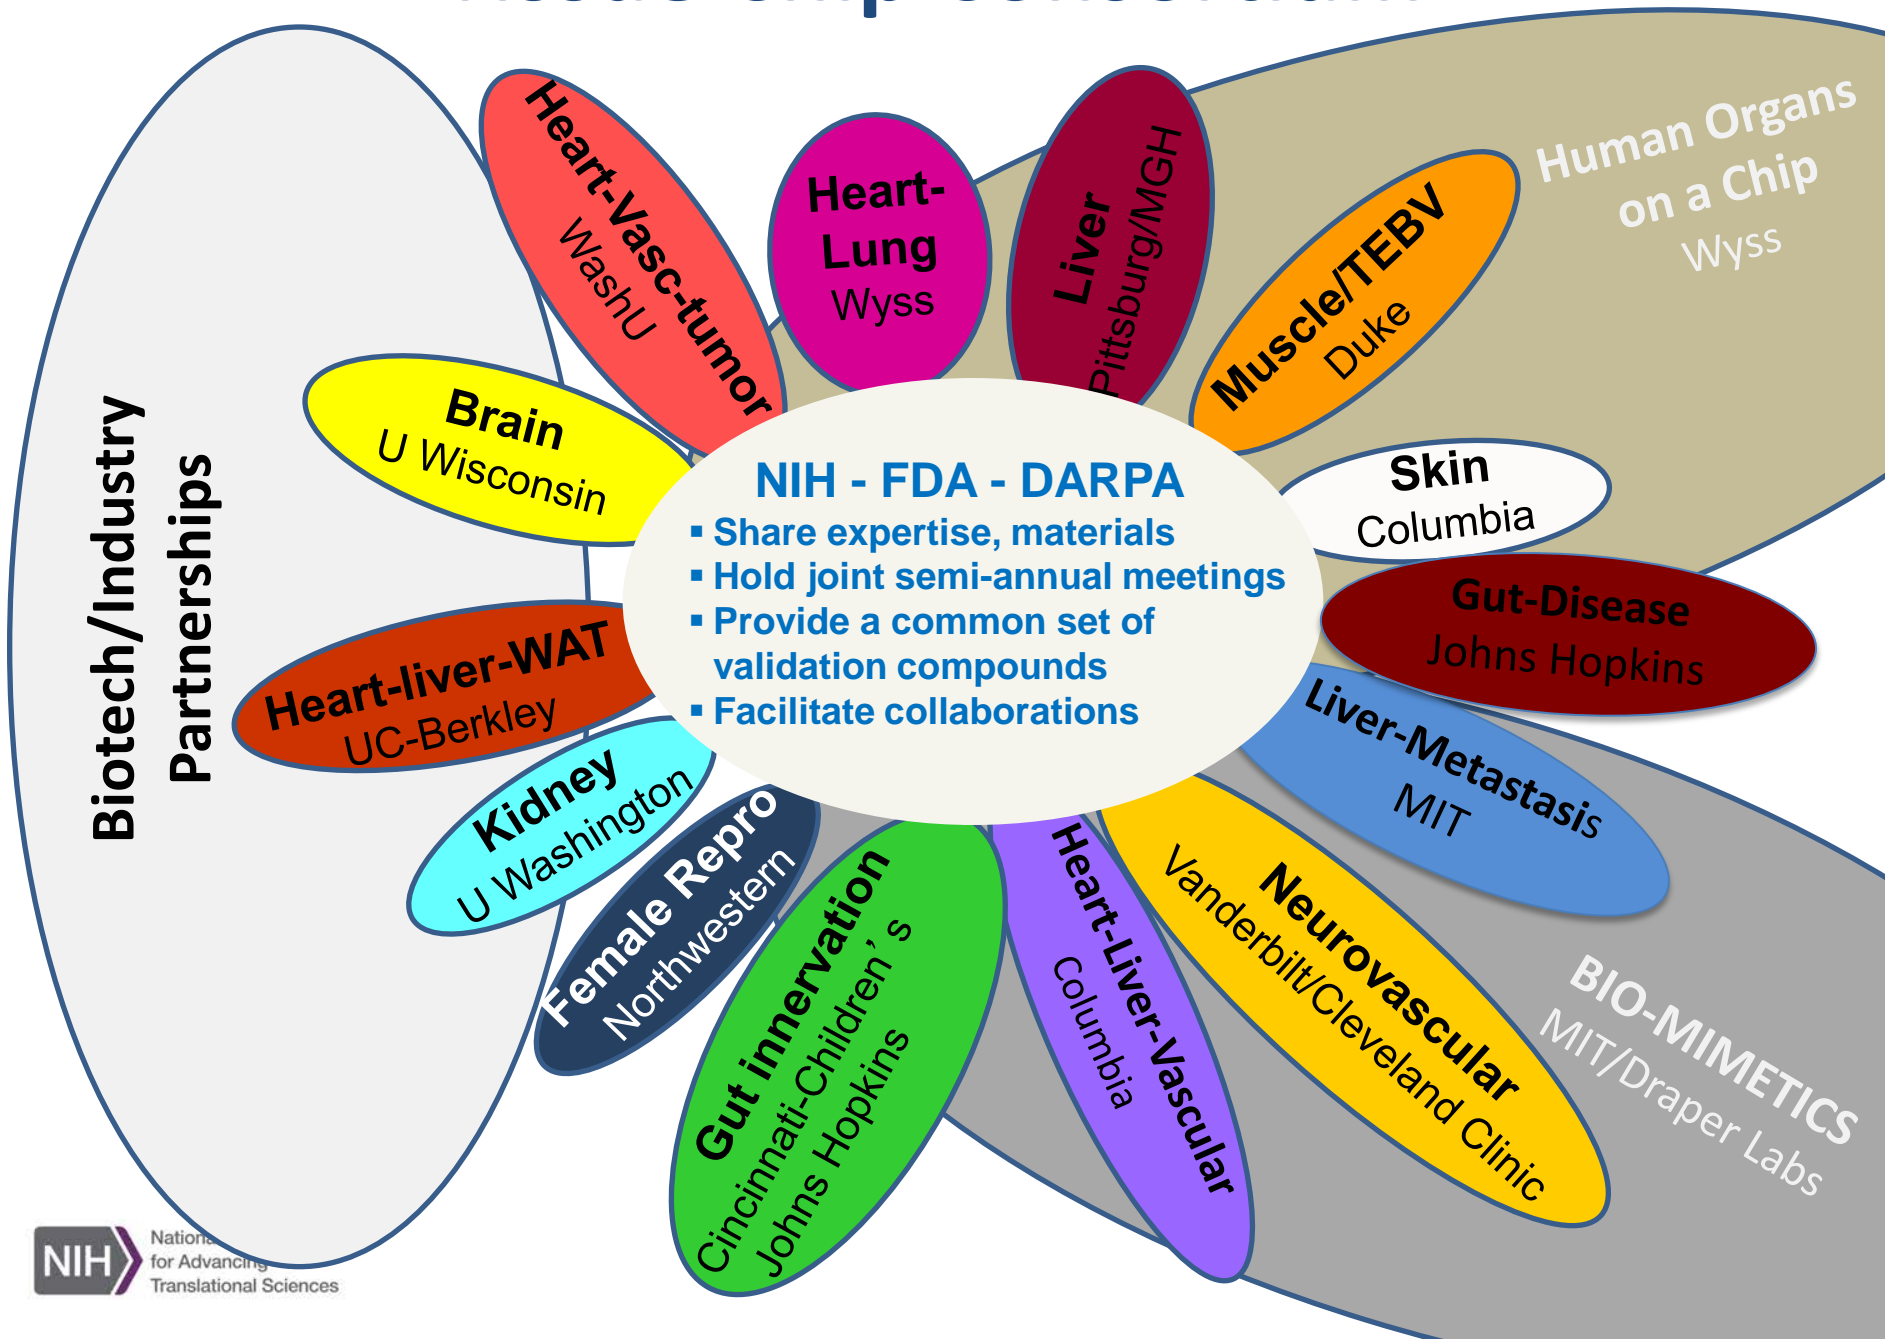 Heart-Vasc-tumor
WashU
Heart-
Lung
Wyss
Liver
Pittsburg/MGH
Muscle/TEBV
Duke
Human Organs
on a Chip
Wyss
Brain
U Wisconsin
Skin
Columbia
NIH - FDA - DARPA
▪ Share expertise, materials
▪ Hold joint semi-annual meetings
▪ Provide a common set of
validation compounds
▪ Facilitate collaborations
Biotech/Industry
Partnerships
Gut-Disease
Johns Hopkins
Heart-liver-WAT
UC-Berkley
Liver-Metastasis
MIT
Kidney
U Washington
Female Repro
Northwestern
Gut innervation
Cincinnati-Children’s
Johns Hopkins
Heart-Liver-Vascular
Columbia
Neurovascular
Vanderbilt/Cleveland Clinic
BIO-MIMETICS
MIT/Draper Labs
NIH
for Advancing
Translational Sciences